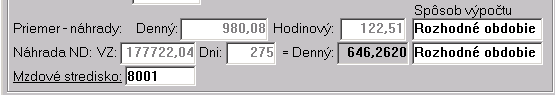 Spôsob výpočtu
Priemer - náhrady: Denný: 980,08 Hodinový: 122,51 Rozhodné obdobie
Náhrada ND: VZ: 177722,04 Dni: 275 = Denný: 646,2620 Rozhodné obdobie
Mzdové stredisko: 8001